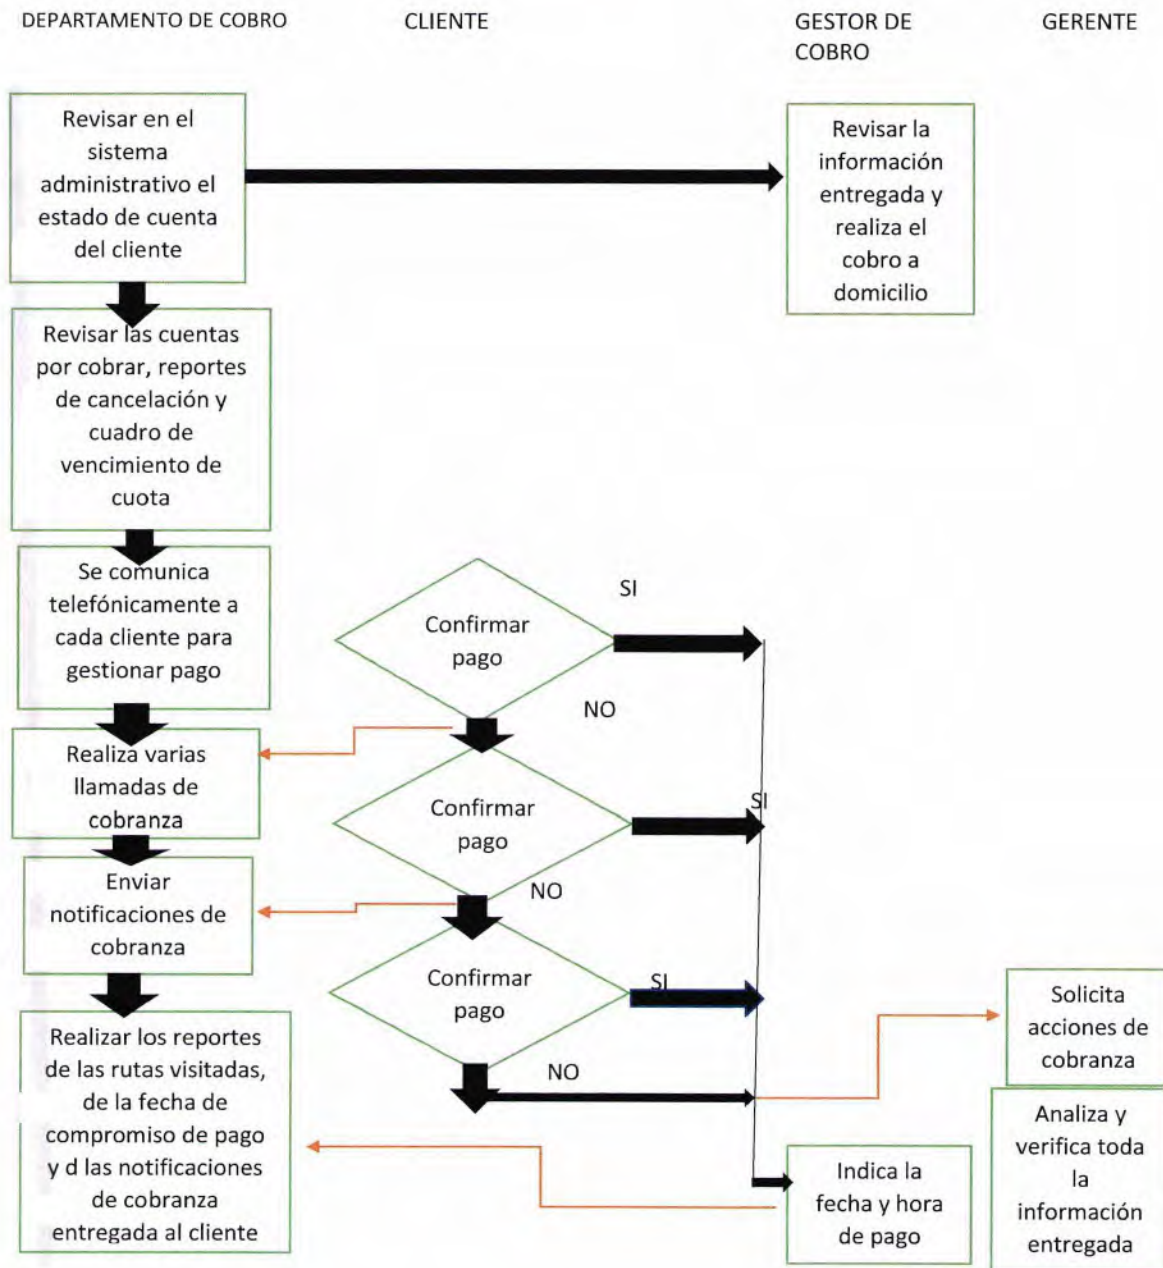 DEPARTAMENTO DE COBRO
CLIENTE
GESTOR DE
COBRO
GERENTE
Revisar en el
sistema
administrativo el
estado de cuenta
del cliente
Revisar la
información
entregada y
realiza el
cobro a
domicilio
Revisar las cuentas
por cobrar, reportes
de cancelación y
cuadro de
vencimiento de
cuota
Se comunica
telefónicamente a
cada cliente para
gestionar pago
Confirmar
pago
SI
NO
Realiza varias
llamadas de
cobranza
Confirmar
pago
SI
NO
Enviar
notificaciones de
cobranza
Confirmar
pago
SI
NO
Solicita
acciones de
cobranza
Realizar los reportes
de las rutas visitadas,
de la fecha de
compromiso de pago
y d las notificaciones
de cobranza
entregada al cliente
Indica la
fecha y hora
de pago
Analiza y
verifica toda
la
información
entregada